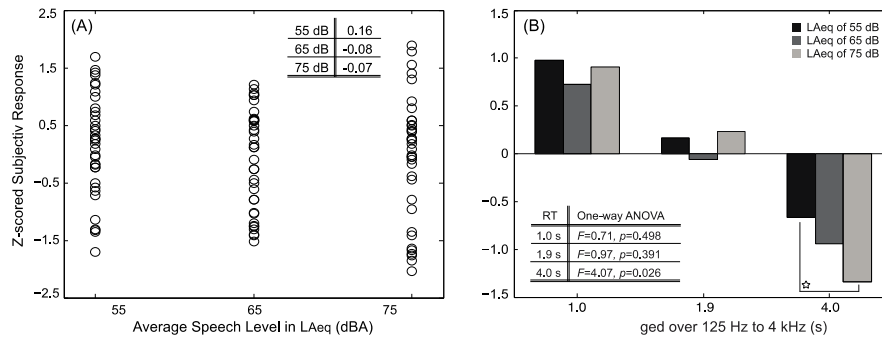 (A)
55 dB 0.16
65 dB -0.08
75 dB -0.07
2.5
1.5
0.5
−0.5
−1.5
−2.5
Z-scored Subjectiv Response
55 65 75
Average Speech Level in LAeq (dBA)
(B)
LAeq of 55 dB
LAeq of 65 dB
LAeq of 75 dB
1.0
0.5
0
−0.5
−1.0
−1.5
RT One-way ANOVA
1.0 s F=0.71, p=0.498
1.9 s F=0.97, p=0.391
4.0 s F=4.07, p=0.026
1.0 1.9 4.0
ged over 125 Hz to 4 kHz (s)